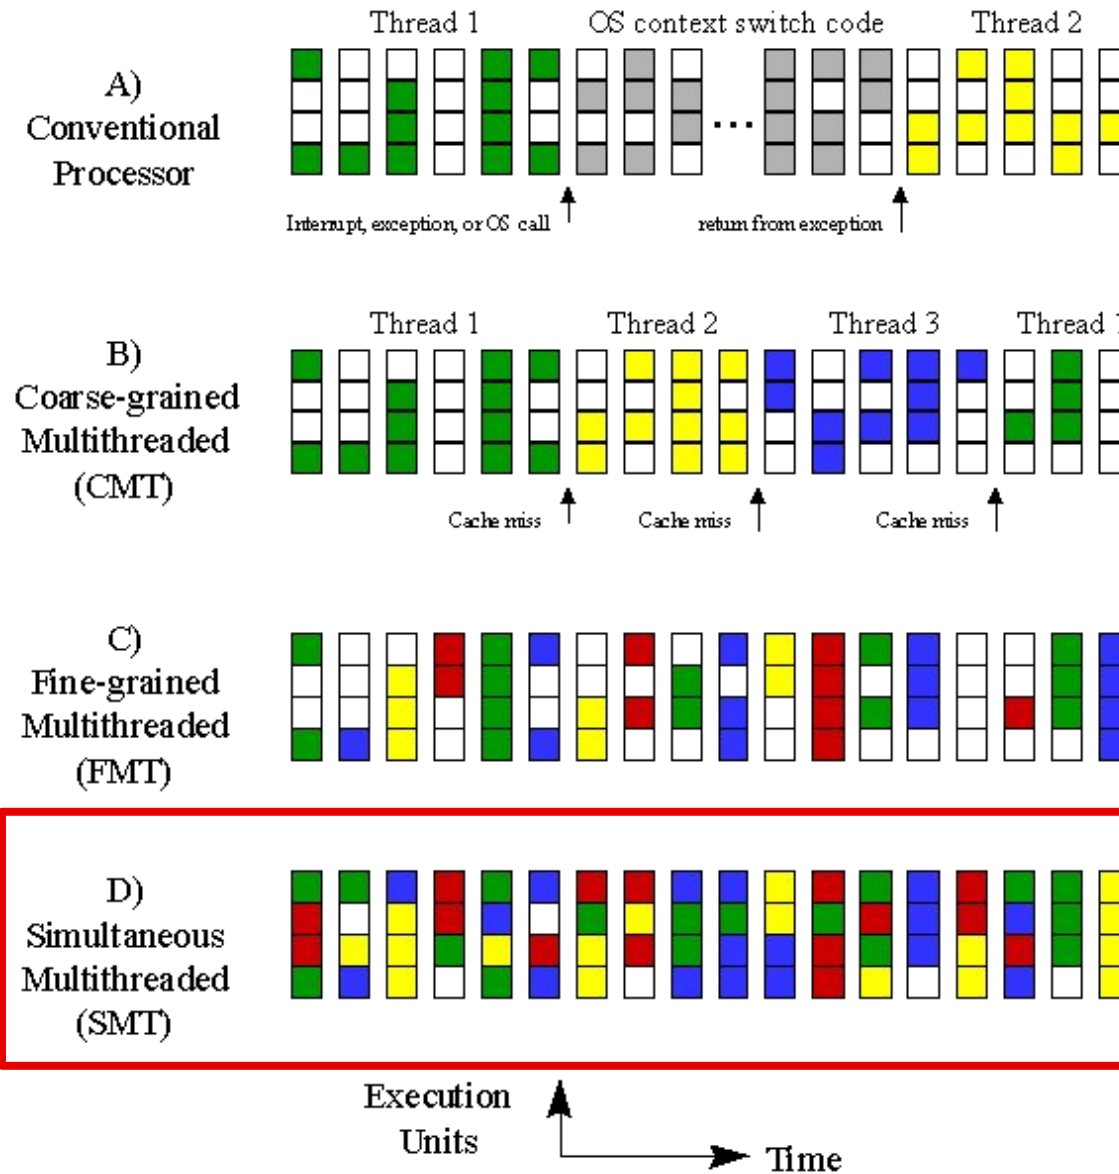 Thread 1 OS context switch code Thread 2
A)
Conventional
Processor
...
Interrupt, exception, or OS call return from exception
Thread 1 Thread 2 Thread 3 Thread 1
B)
Coarse-grained
Multithreaded
(CMT)
Cache miss Cache miss Cache miss
C)
Fine-grained
Multithreaded
(FMT)
D)
Simultaneous
Multithreaded
(SMT)
Execution
Units
Time